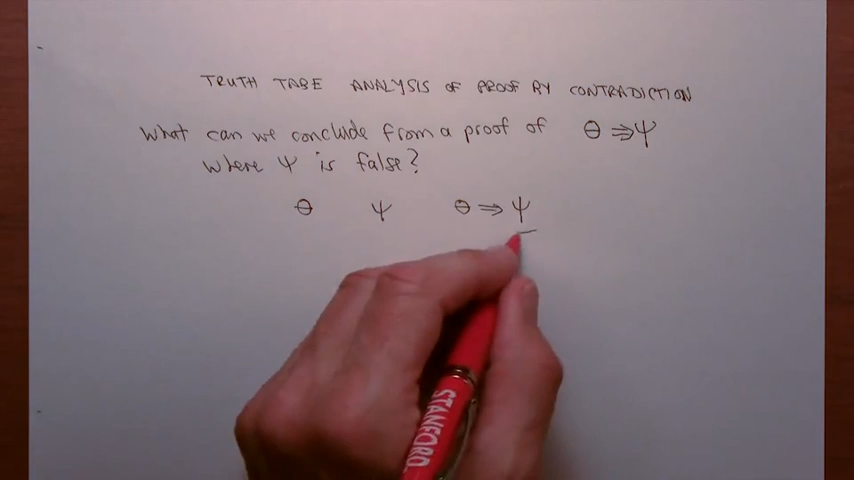 TRUTH TABE ANALYSIS OF PROOF BY CONTRADICTION
What can we conclude from a proof of θ ⇒ Ψ
where Ψ is false?
θ Ψ θ ⇒ Ψ
STANFORD